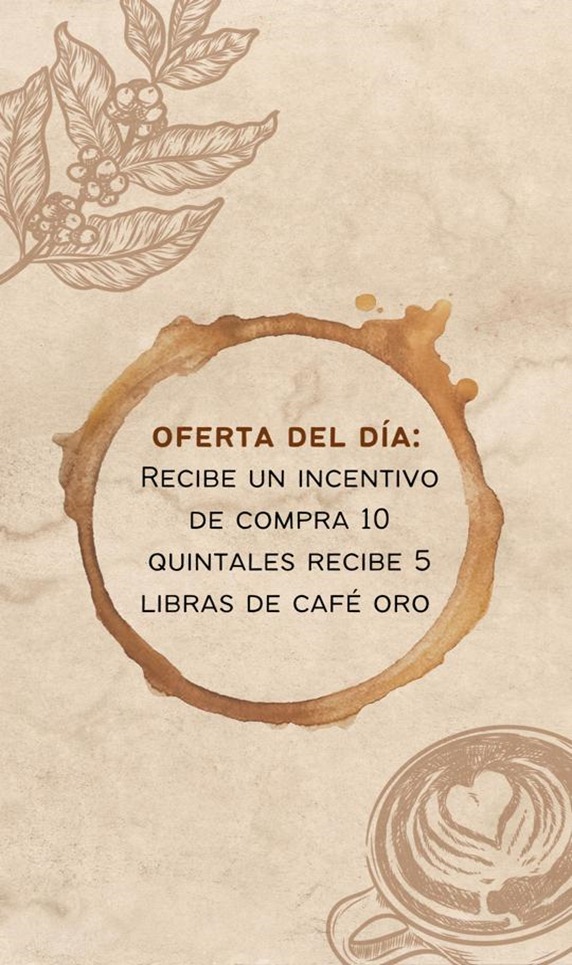 OFERTA DEL DÍA:
RECIBE UN INCENTIVO
DE COMPRA 10
QUINTALES RECIBE 5
LIBRAS DE CAFÉ ORO